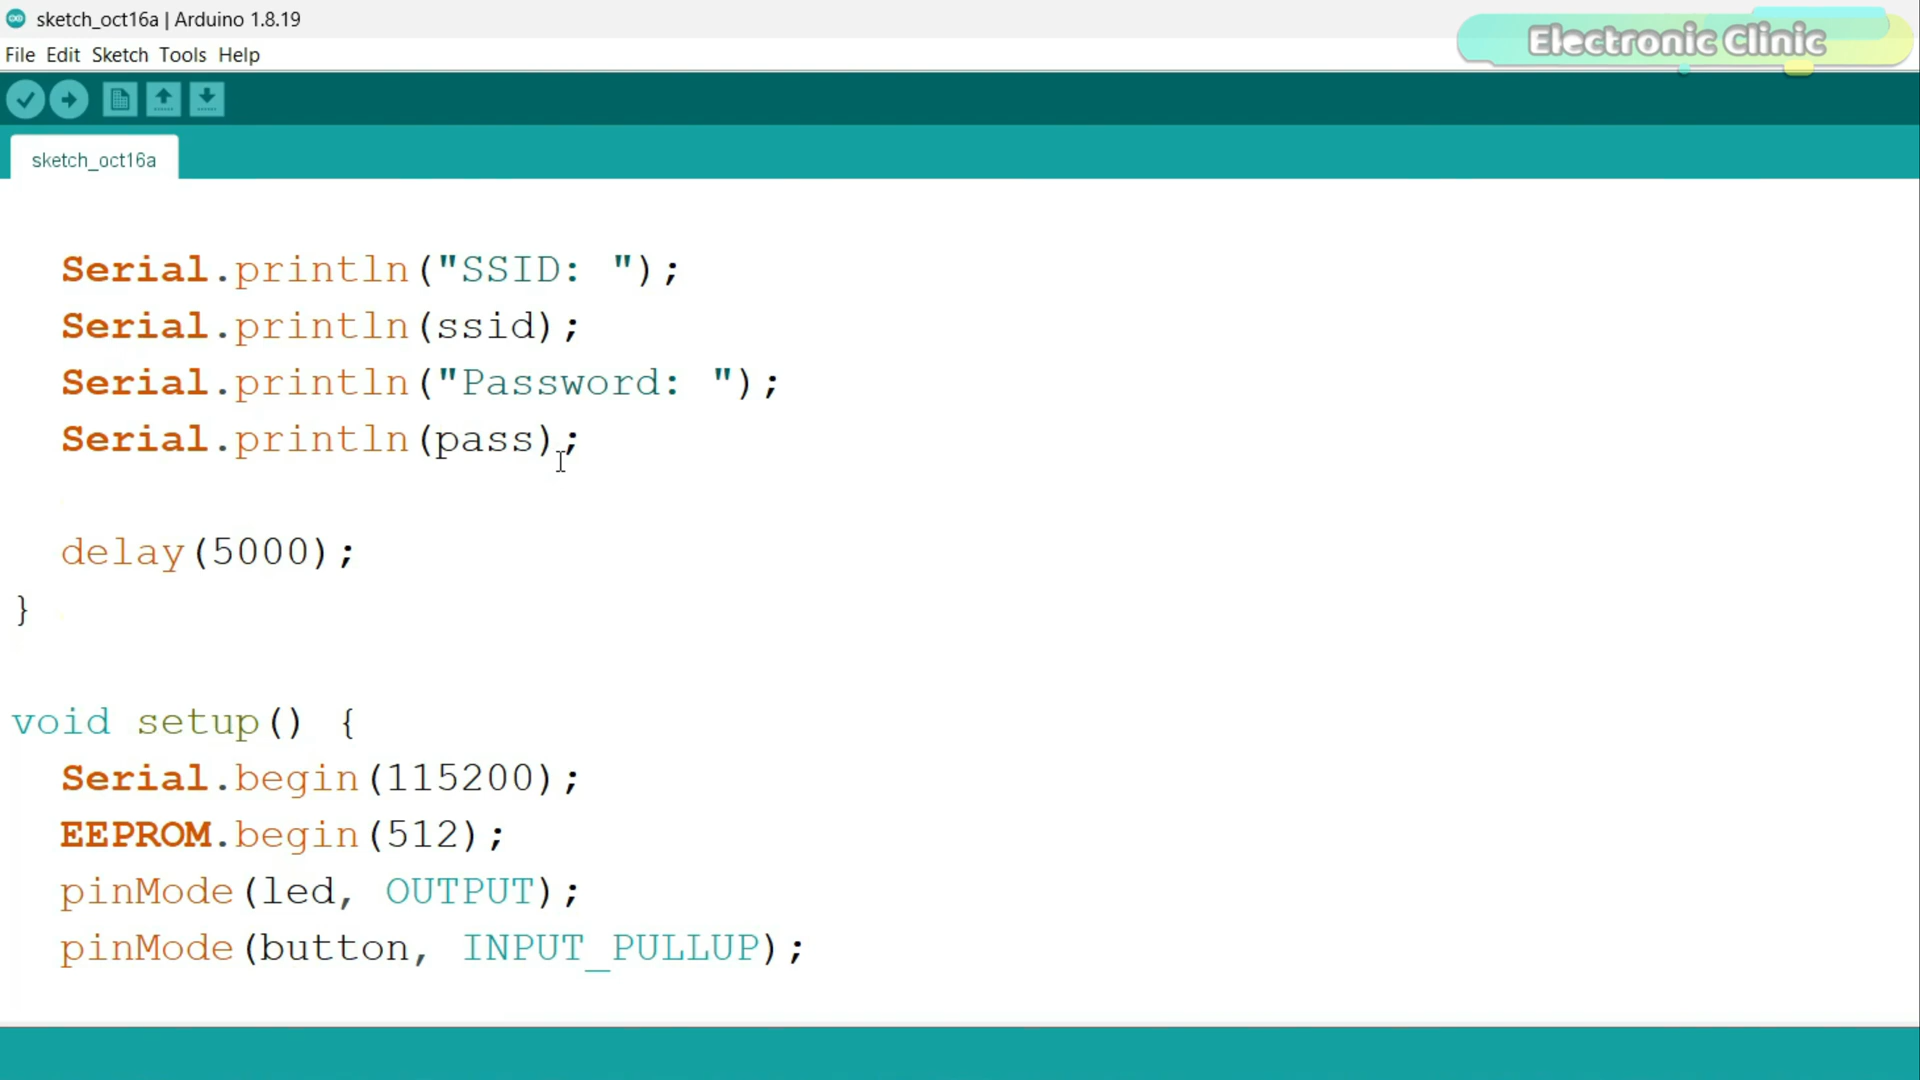 sketch_oct16a | Arduino 1.8.19
File Edit Sketch Tools Help
Electronic Clinic
sketch_oct16a
Serial.println("SSID: ");
Serial.println(ssid);
Serial.println("Password: ");
Serial.println(pass);
delay(5000);
}
void setup() {
Serial.begin(115200);
EEPROM.begin(512);
pinMode(led, OUTPUT);
pinMode(button, INPUT_PULLUP);